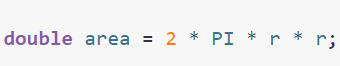 double area = 2 * PI * r * r;